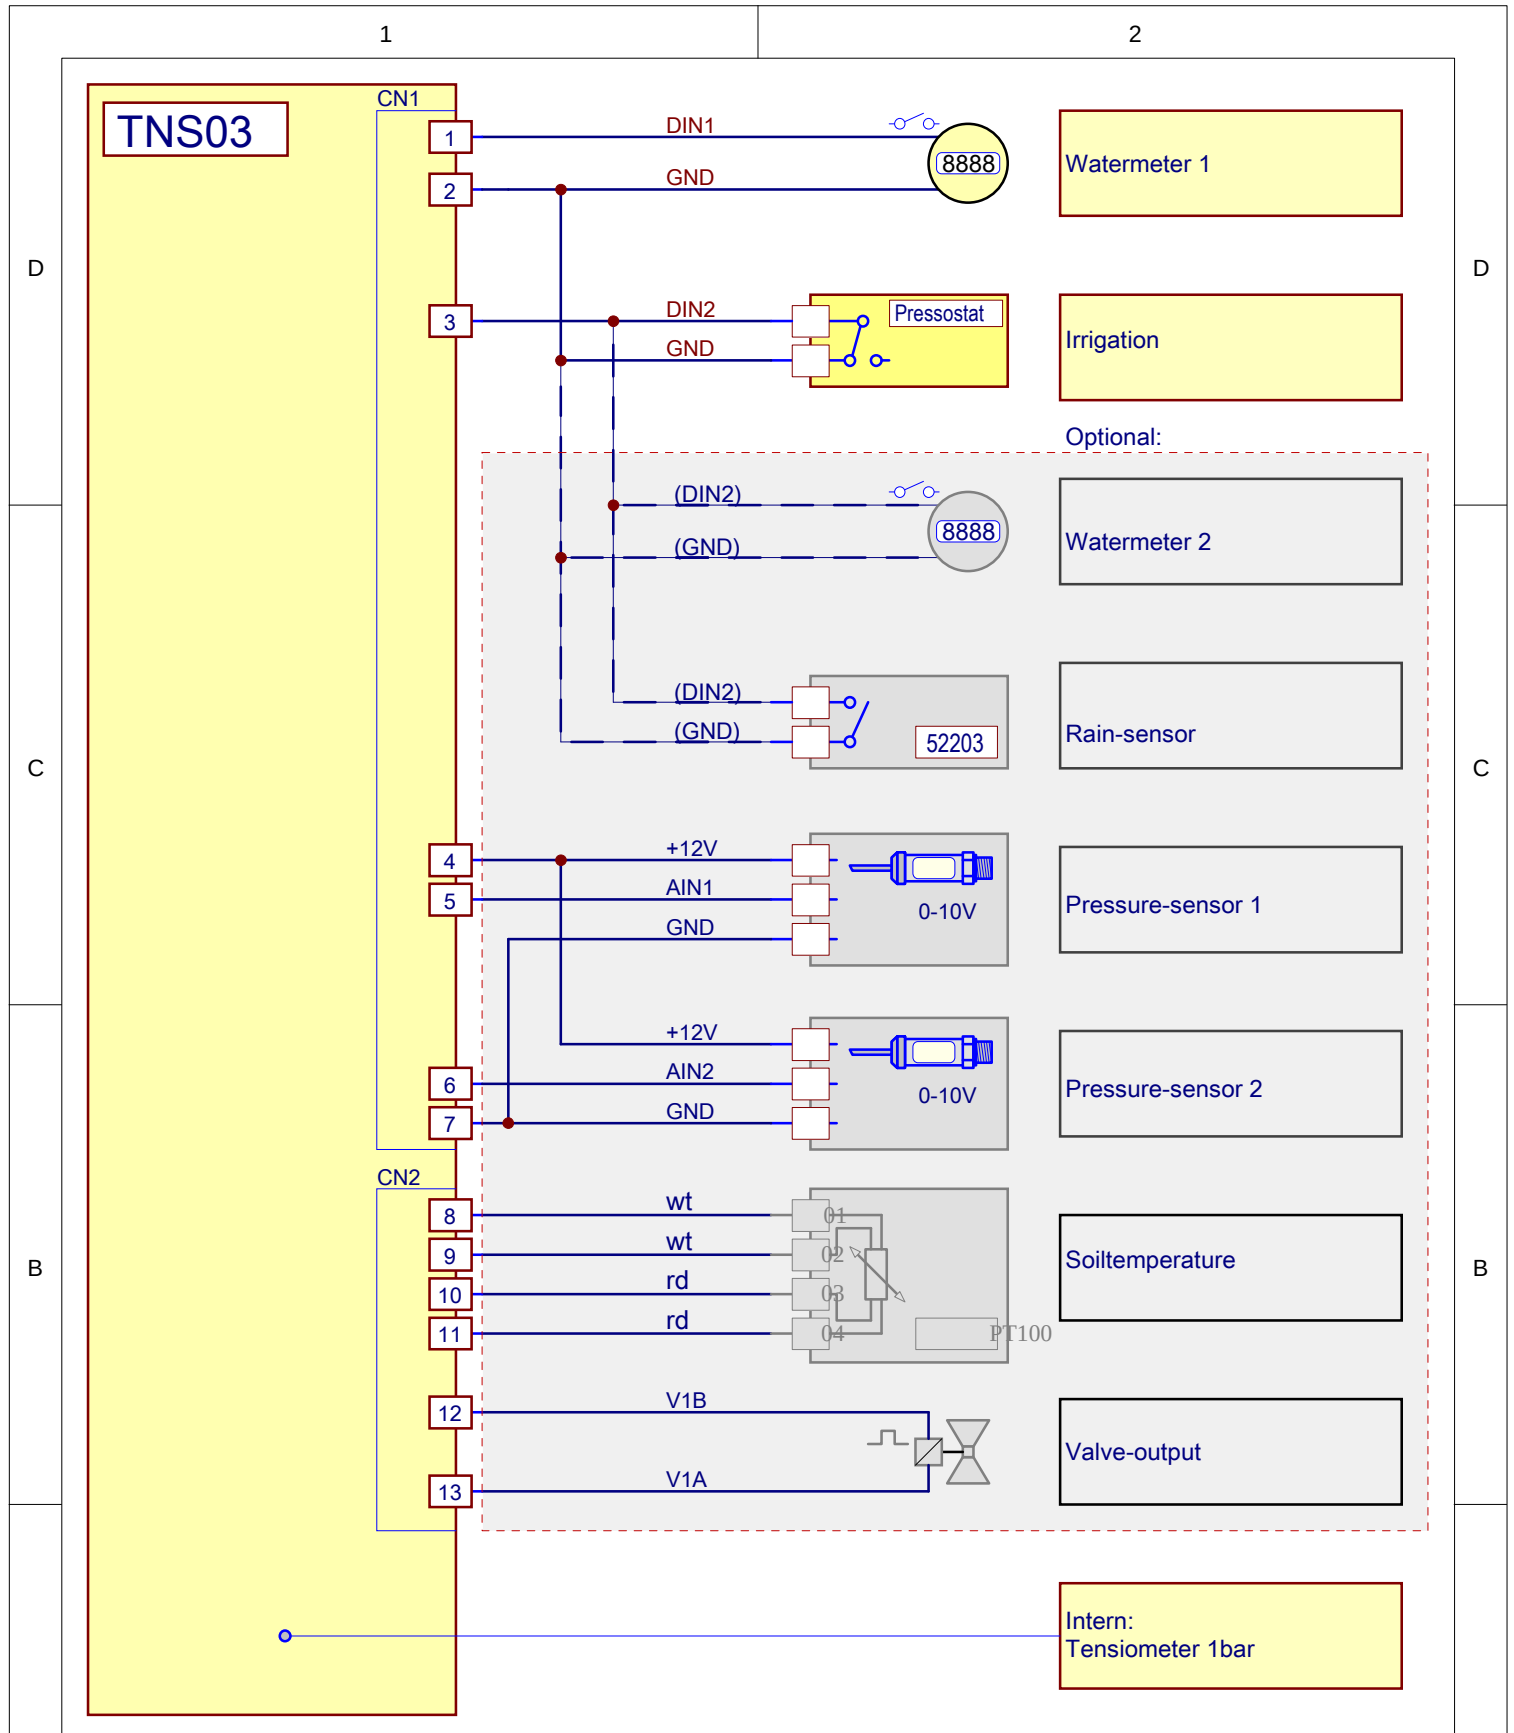 1 2
CN1
TNS03
1 DIN1
8888
Watermeter 1
2 GND
D D
3 DIN2
Pressostat
GND
Irrigation
Optional:
(DIN2)
8888
Watermeter 2
(GND)
(DIN2)
(GND)
52203
Rain-sensor
C C
4 +12V
5 AIN1
0-10V
Pressure-sensor 1
GND
+12V
6 AIN2
0-10V
Pressure-sensor 2
7 GND
CN2
8 wt 01
9 wt 02
Soiltemperature
B B
10 rd 03
11 rd 04
PT100
12 V1B
Valve-output
13 V1A
Intern:
Tensiometer 1bar